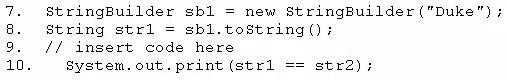 7.  StringBuilder sb1 = new StringBuilder("Duke");
8.  String str1 = sb1.toString();
9.  // insert code here
10.   System.out.print(str1 == str2);